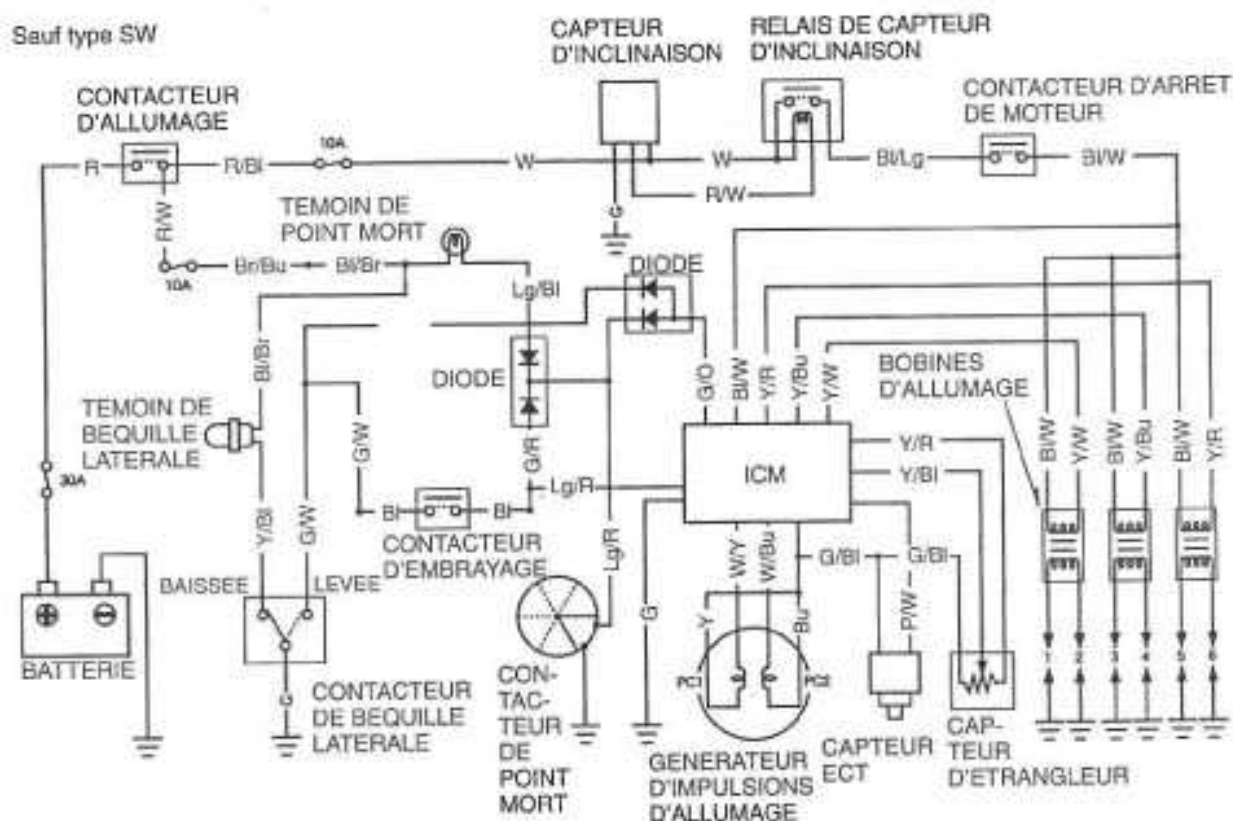 Sauf type SW
CAPTEUR
D'INCLINAISON
RELAIS DE CAPTEUR
D'INCLINAISON
CONTACTEUR
D'ALLUMAGE
CONTACTEUR D'ARRET
DE MOTEUR
R
R/Bl
10A
W
W
Bl/Lg
Bl/W
R/W
R/W
G
TEMOIN DE
POINT MORT
10A
Br/Bu
Bl/Br
Lg/Bl
DIODE
DIODE
Bl/Br
G/O
Bl/W
Y/R
Y/Bu
Y/W
BOBINES
D'ALLUMAGE
TEMOIN DE
BEQUILLE
LATERALE
G/W
G/R
Bl/W
Y/W
Bl/W
Y/Bu
Bl/W
Y/R
ICM
Y/R
Y/Bl
30A
Y/Bl
G/W
Bl
Bl
Lg/R
CONTACTEUR
D'EMBRAYAGE
Lg/R
G
W/Y
W/Bu
G/Bl
G/Bl
P/W
BAISSEE
LEVEE
BATTERIE
G
Y
Bu
PC1
PC2
1
2
3
4
5
6
CONTACTEUR
DE BEQUILLE
LATERALE
CON-
TAC-
TEUR
DE
POINT
MORT
GENERATEUR
D'IMPULSIONS
D'ALLUMAGE
CAPTEUR
ECT
CAP-
TEUR
D'ETRANGLEUR